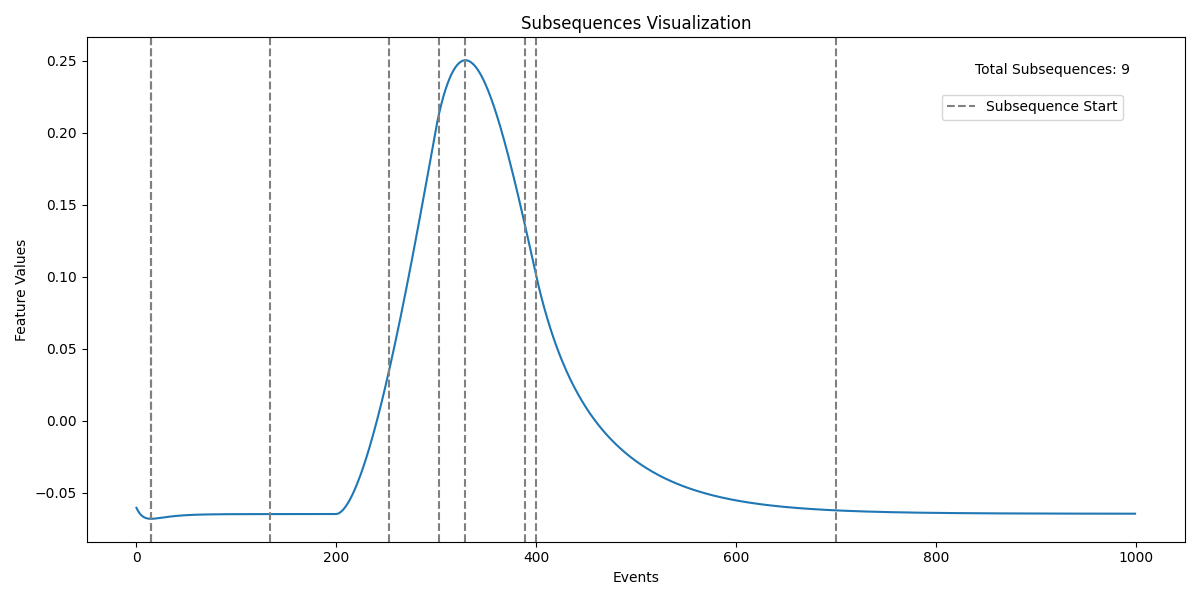 Subsequences Visualization
Total Subsequences: 9
Subsequence Start
Feature Values
0.25
0.20
0.15
0.10
0.05
0.00
−0.05
0 200 400 600 800 1000
Events